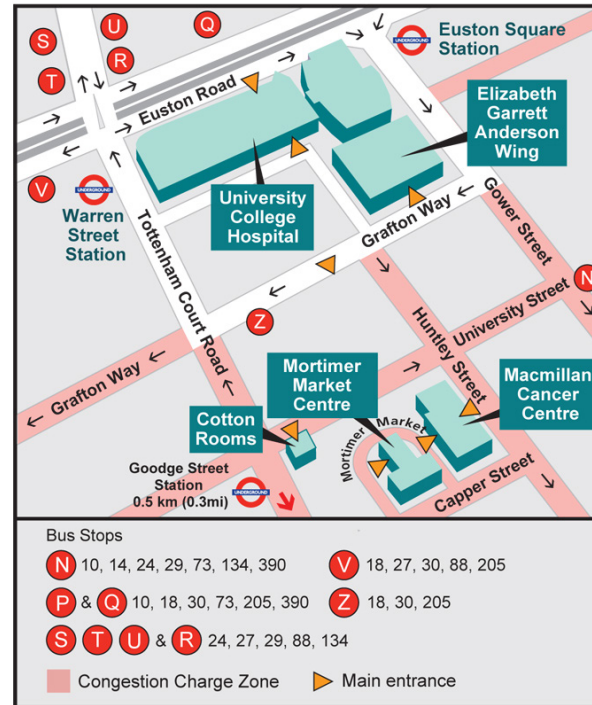 S
U
R
T
Q
UNDERGROUND
Euston Square
Station
Euston Road
Elizabeth
Garrett
Anderson
Wing
V
UNDERGROUND
Warren
Street
Station
University
College
Hospital
Tottenham Court Road
Grafton Way
Gower Street
N
Z
University Street
Huntley Street
Grafton Way
Mortimer
Market
Centre
Macmillan
Cancer
Centre
Cotton
Rooms
Mortimer Market
Capper Street
Goodge Street
Station
0.5 km (0.3mi)
UNDERGROUND
Bus Stops
N 10, 14, 24, 29, 73, 134, 390
V 18, 27, 30, 88, 205
P & Q 10, 18, 30, 73, 205, 390
Z 18, 30, 205
S T U & R 24, 27, 29, 88, 134
Congestion Charge Zone
Main entrance